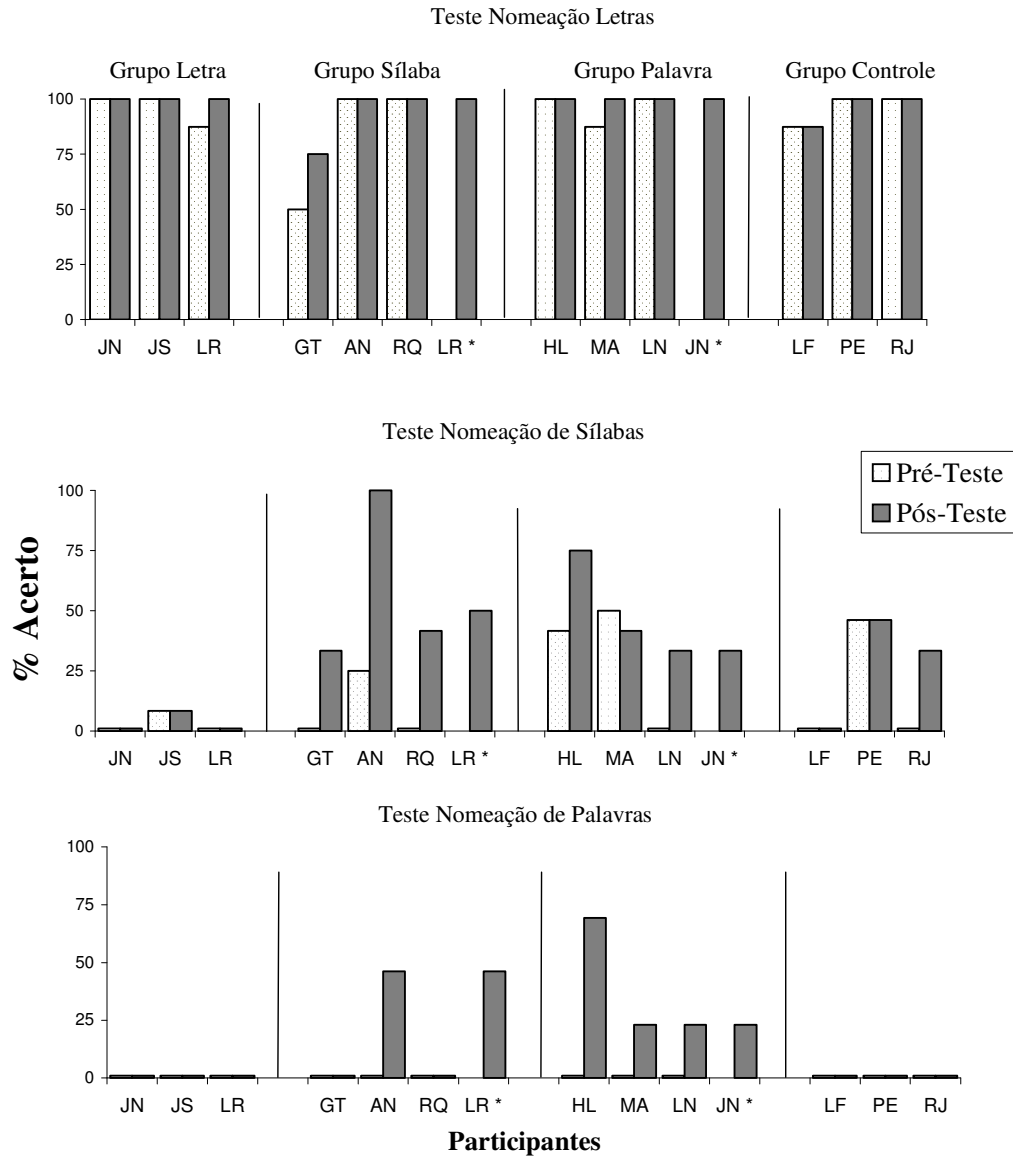 Teste Nomeação Letras
Grupo Letra Grupo Sílaba Grupo Palavra Grupo Controle
100
75
50
25
0
JN JS LR GT AN RQ LR * HL MA LN JN * LF PE RJ
Teste Nomeação de Sílabas
Pré-Teste
Pós-Teste
% Acerto
100
75
50
25
0
JN JS LR GT AN RQ LR * HL MA LN JN * LF PE RJ
Teste Nomeação de Palavras
100
75
50
25
0
JN JS LR GT AN RQ LR * HL MA LN JN * LF PE RJ
Participantes